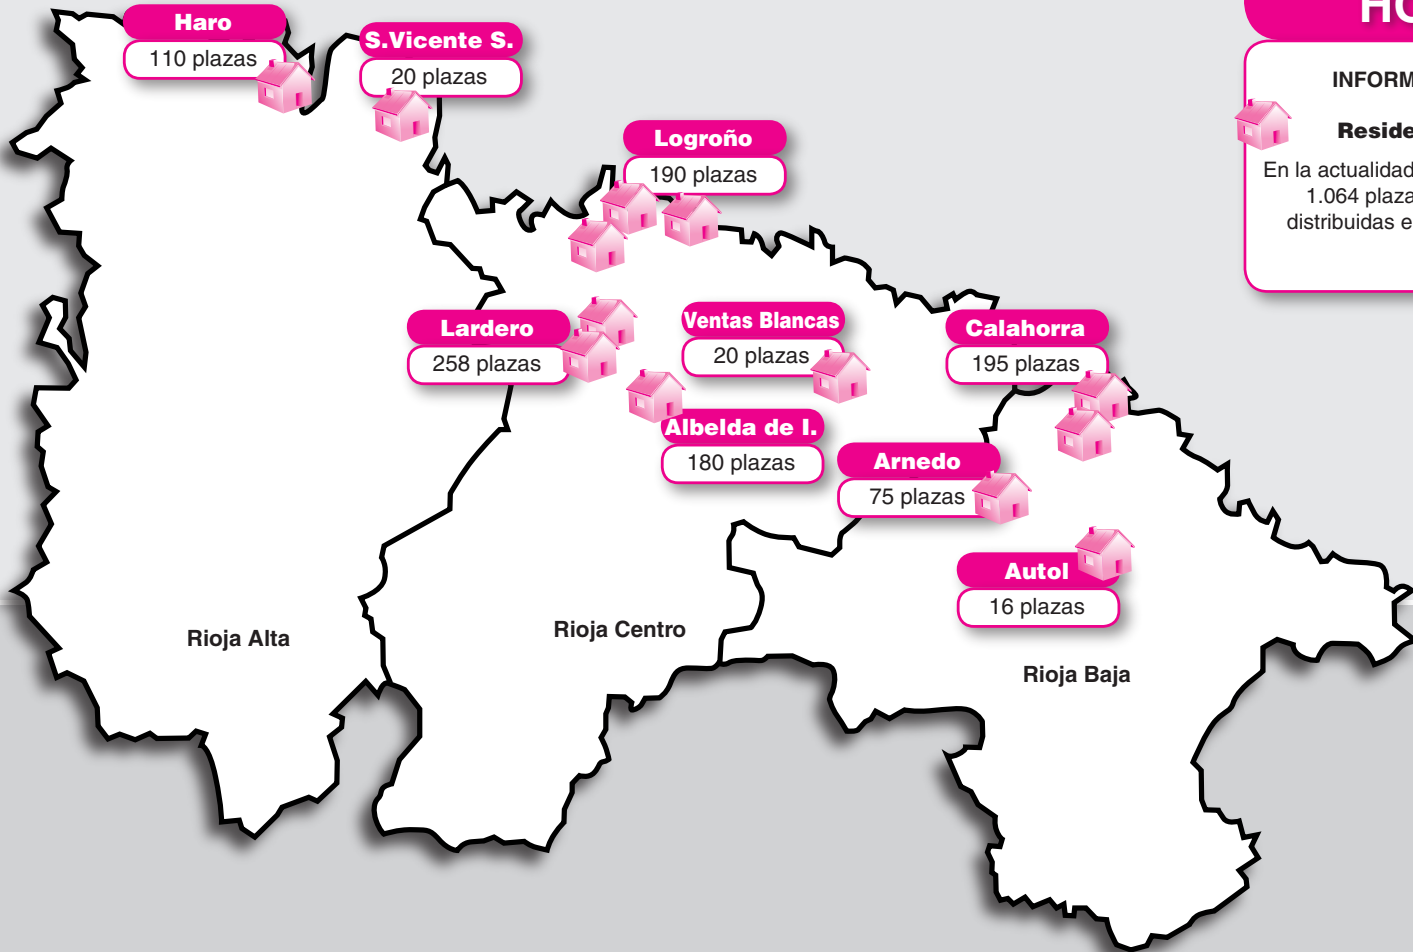 Haro
110 plazas
S.Vicente S.
20 plazas
Logroño
190 plazas
Lardero
258 plazas
Ventas Blancas
20 plazas
Albelda de I.
180 plazas
Calahorra
195 plazas
Arnedo
75 plazas
Autol
16 plazas
Rioja Alta
Rioja Centro
Rioja Baja
En la actualidad
1.064 plaza
distribuidas e